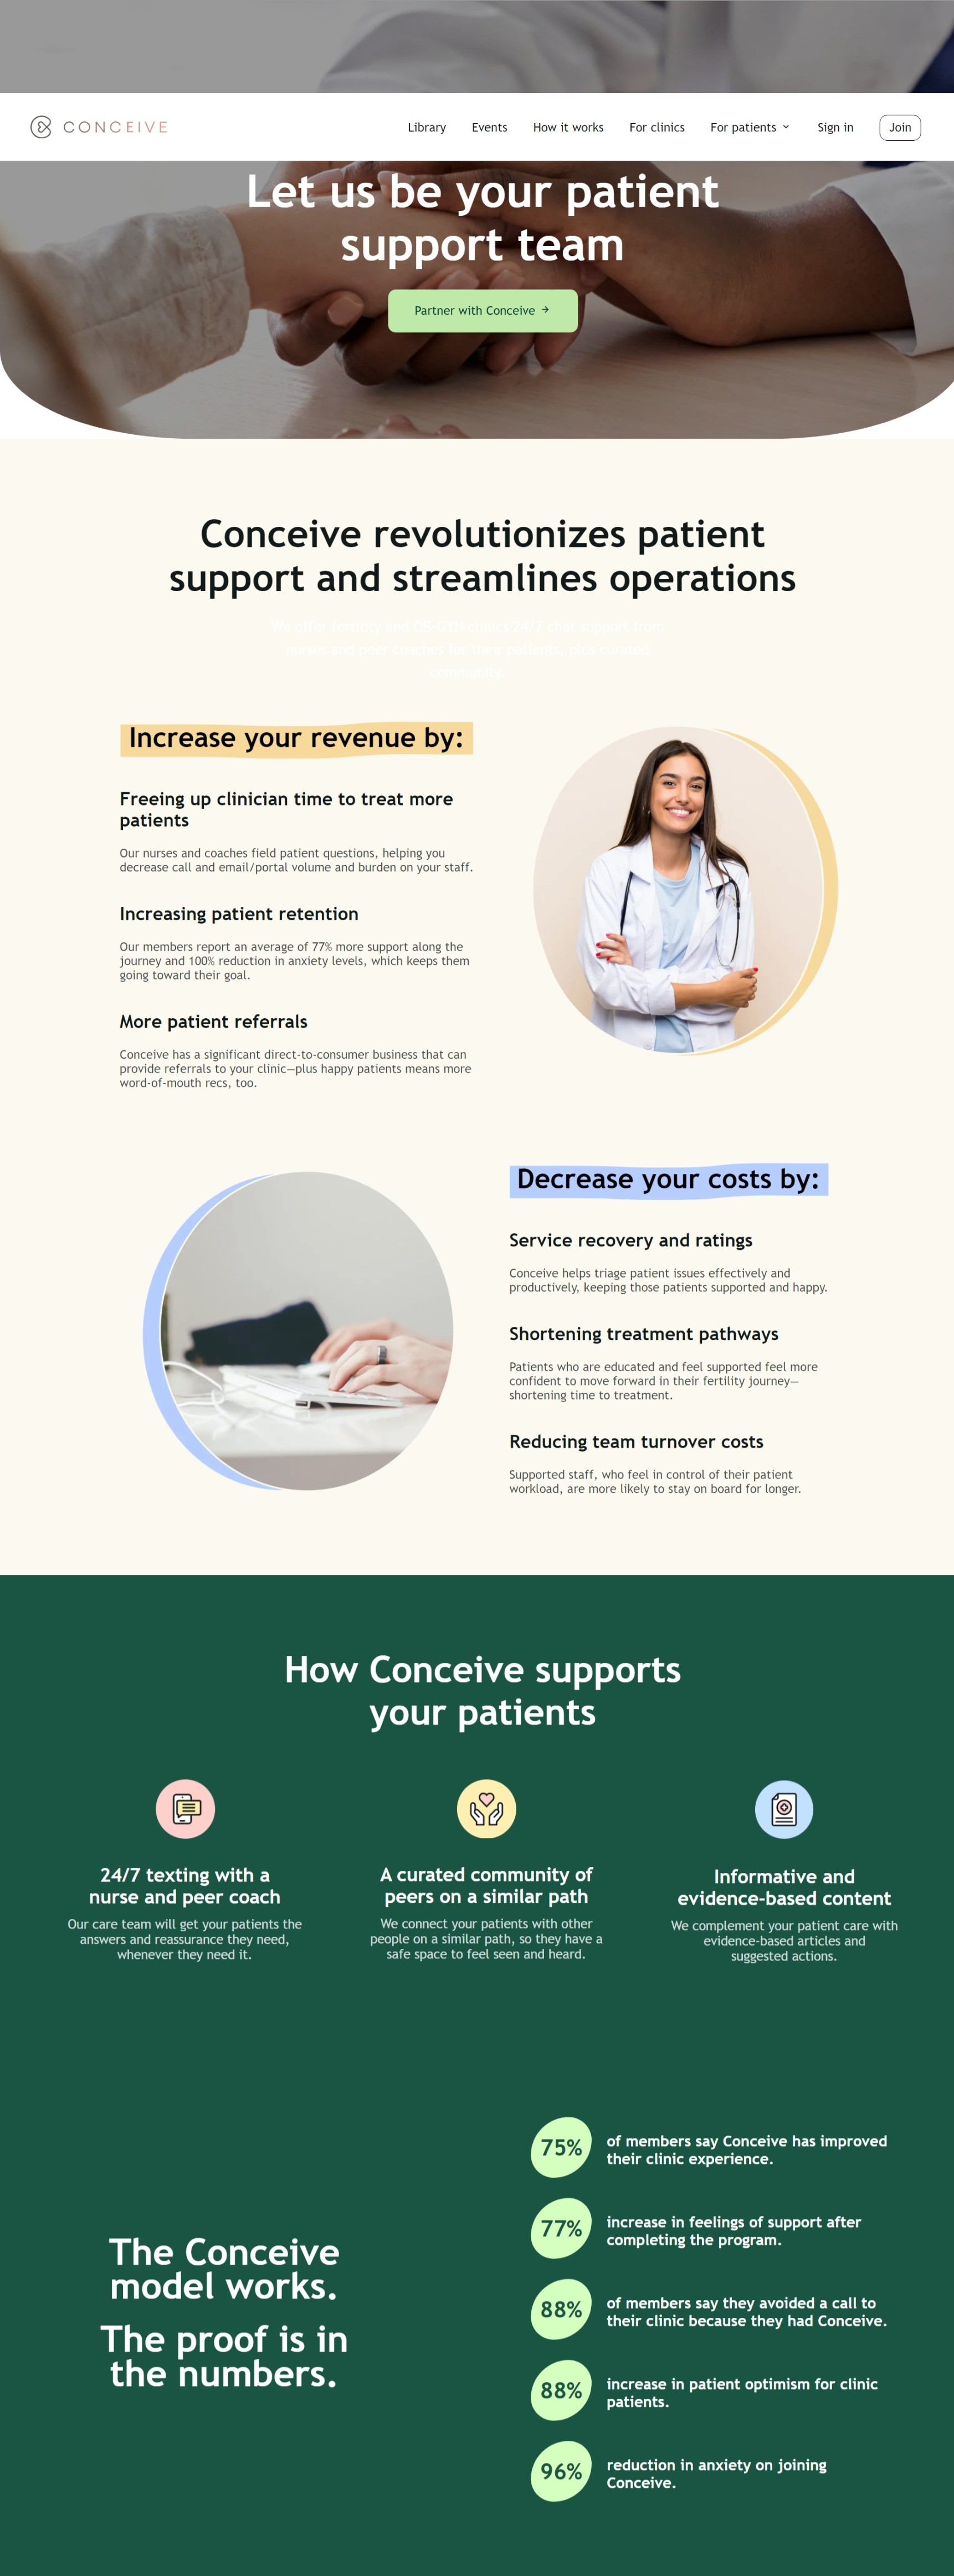 CONCEIVE
Library Events How it works For clinics For patients Sign in Join
Let us be your patient
support team
Partner with Conceive →
Conceive revolutionizes patient
support and streamlines operations
We offer fertility and OB-GYN clinics 24/7 chat support from
nurses and peer coaches for their patients, plus curated
community.
Increase your revenue by:
Freeing up clinician time to treat more
patients
Our nurses and coaches field patient questions, helping you
decrease call and email/portal volume and burden on your staff.
Increasing patient retention
Our members report an average of 77% more support along the
journey and 100% reduction in anxiety levels, which keeps them
going toward their goal.
More patient referrals
Conceive has a significant direct-to-consumer business that can
provide referrals to your clinic—plus happy patients means more
word-of-mouth recs, too.
Decrease your costs by:
Service recovery and ratings
Conceive helps triage patient issues effectively and
productively, keeping those patients supported and happy.
Shortening treatment pathways
Patients who are educated and feel supported feel more
confident to move forward in their fertility journey—
shortening time to treatment.
Reducing team turnover costs
Supported staff, who feel in control of their patient
workload, are more likely to stay on board for longer.
How Conceive supports
your patients
24/7 texting with a
nurse and peer coach
Our care team will get your patients the
answers and reassurance they need,
whenever they need it.
A curated community of
peers on a similar path
We connect your patients with other
people on a similar path, so they have a
safe space to feel seen and heard.
Informative and
evidence-based content
We complement your patient care with
evidence-based articles and
suggested actions.
The Conceive
model works.
The proof is in
the numbers.
75%
of members say Conceive has improved
their clinic experience.
77%
increase in feelings of support after
completing the program.
88%
of members say they avoided a call to
their clinic because they had Conceive.
88%
increase in patient optimism for clinic
patients.
96%
reduction in anxiety on joining
Conceive.